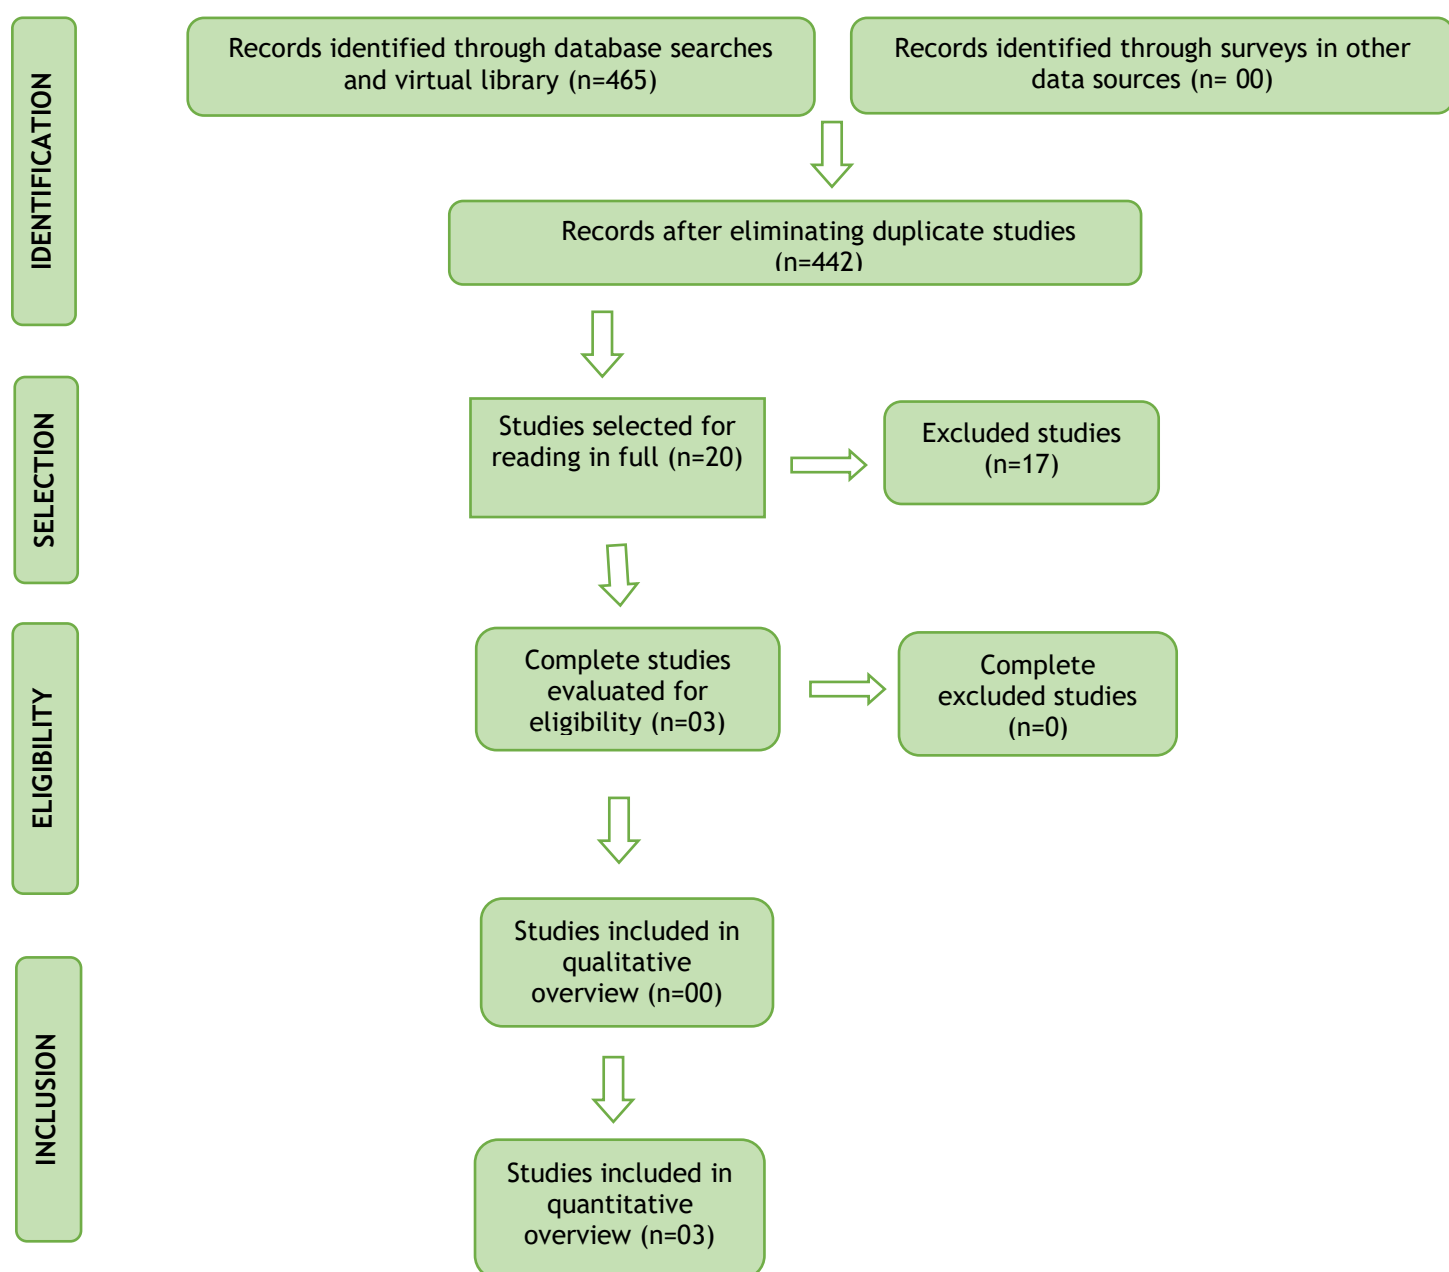 IDENTIFICATION
Records identified through database searches
and virtual library (n=465)
Records identified through surveys in other
data sources (n= 00)
Records after eliminating duplicate studies
(n=442)
SELECTION
Studies selected for
reading in full (n=20)
Excluded studies
(n=17)
ELIGIBILITY
Complete studies
evaluated for
eligibility (n=03)
Complete
excluded studies
(n=0)
INCLUSION
Studies included in
qualitative
overview (n=00)
Studies included in
quantitative
overview (n=03)